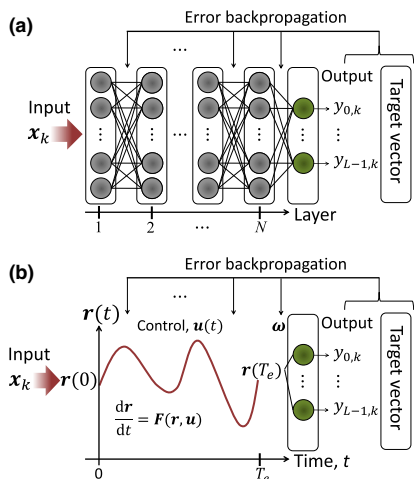 (a)
Error backpropagation
...
Input
x_k
Output
y_{0,k}
...
y_{L−1,k}
Target vector
1 2 ... N
Layer
(b)
Error backpropagation
...
r(t)
Control, u(t)
ω
Output
Input
x_k
r(0)
r(T_e)
y_{0,k}
...
y_{L−1,k}
Target vector
dr/dt = F(r, u)
0
T_e
Time, t